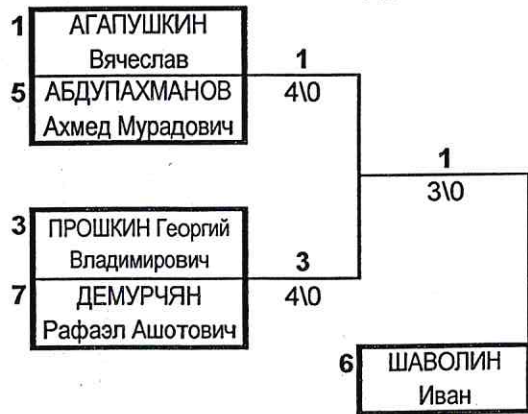 1 АГАПУШКИН
Вячеслав
5 АБДУПАХМАНОВ
Ахмед Мурадович
1
4\0
3 ПРОШКИН Георгий
Владимирович
7 ДЕМУРЧЯН
Рафаэл Ашотович
3
4\0
1
3\0
6 ШАВОЛИН
Иван